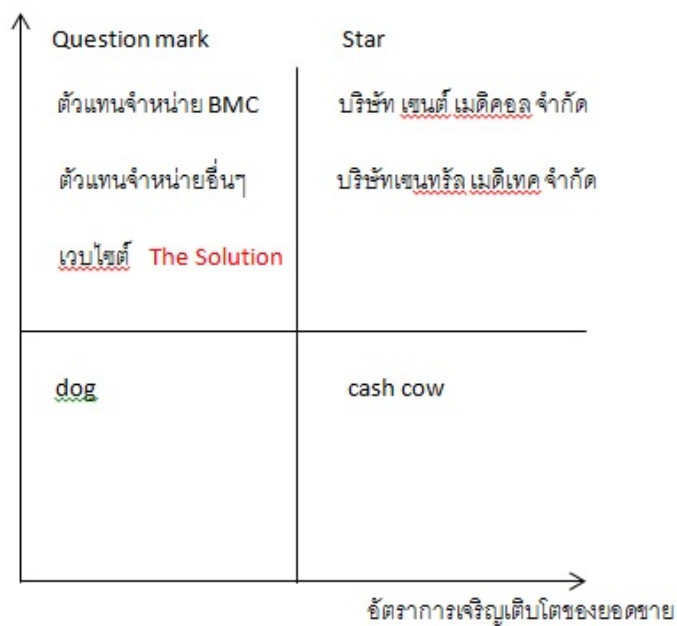 Question mark
Star
ตัวแทนจำหน่าย BMC
บริษัท เซนต์ เมดิคอล จำกัด
ตัวแทนจำหน่ายอื่นๆ
บริษัทเซนทรัล เมดิเทค จำกัด
เวบไซต์ The Solution
dog
cash cow
อัตราการเจริญเติบโตของยอดขาย